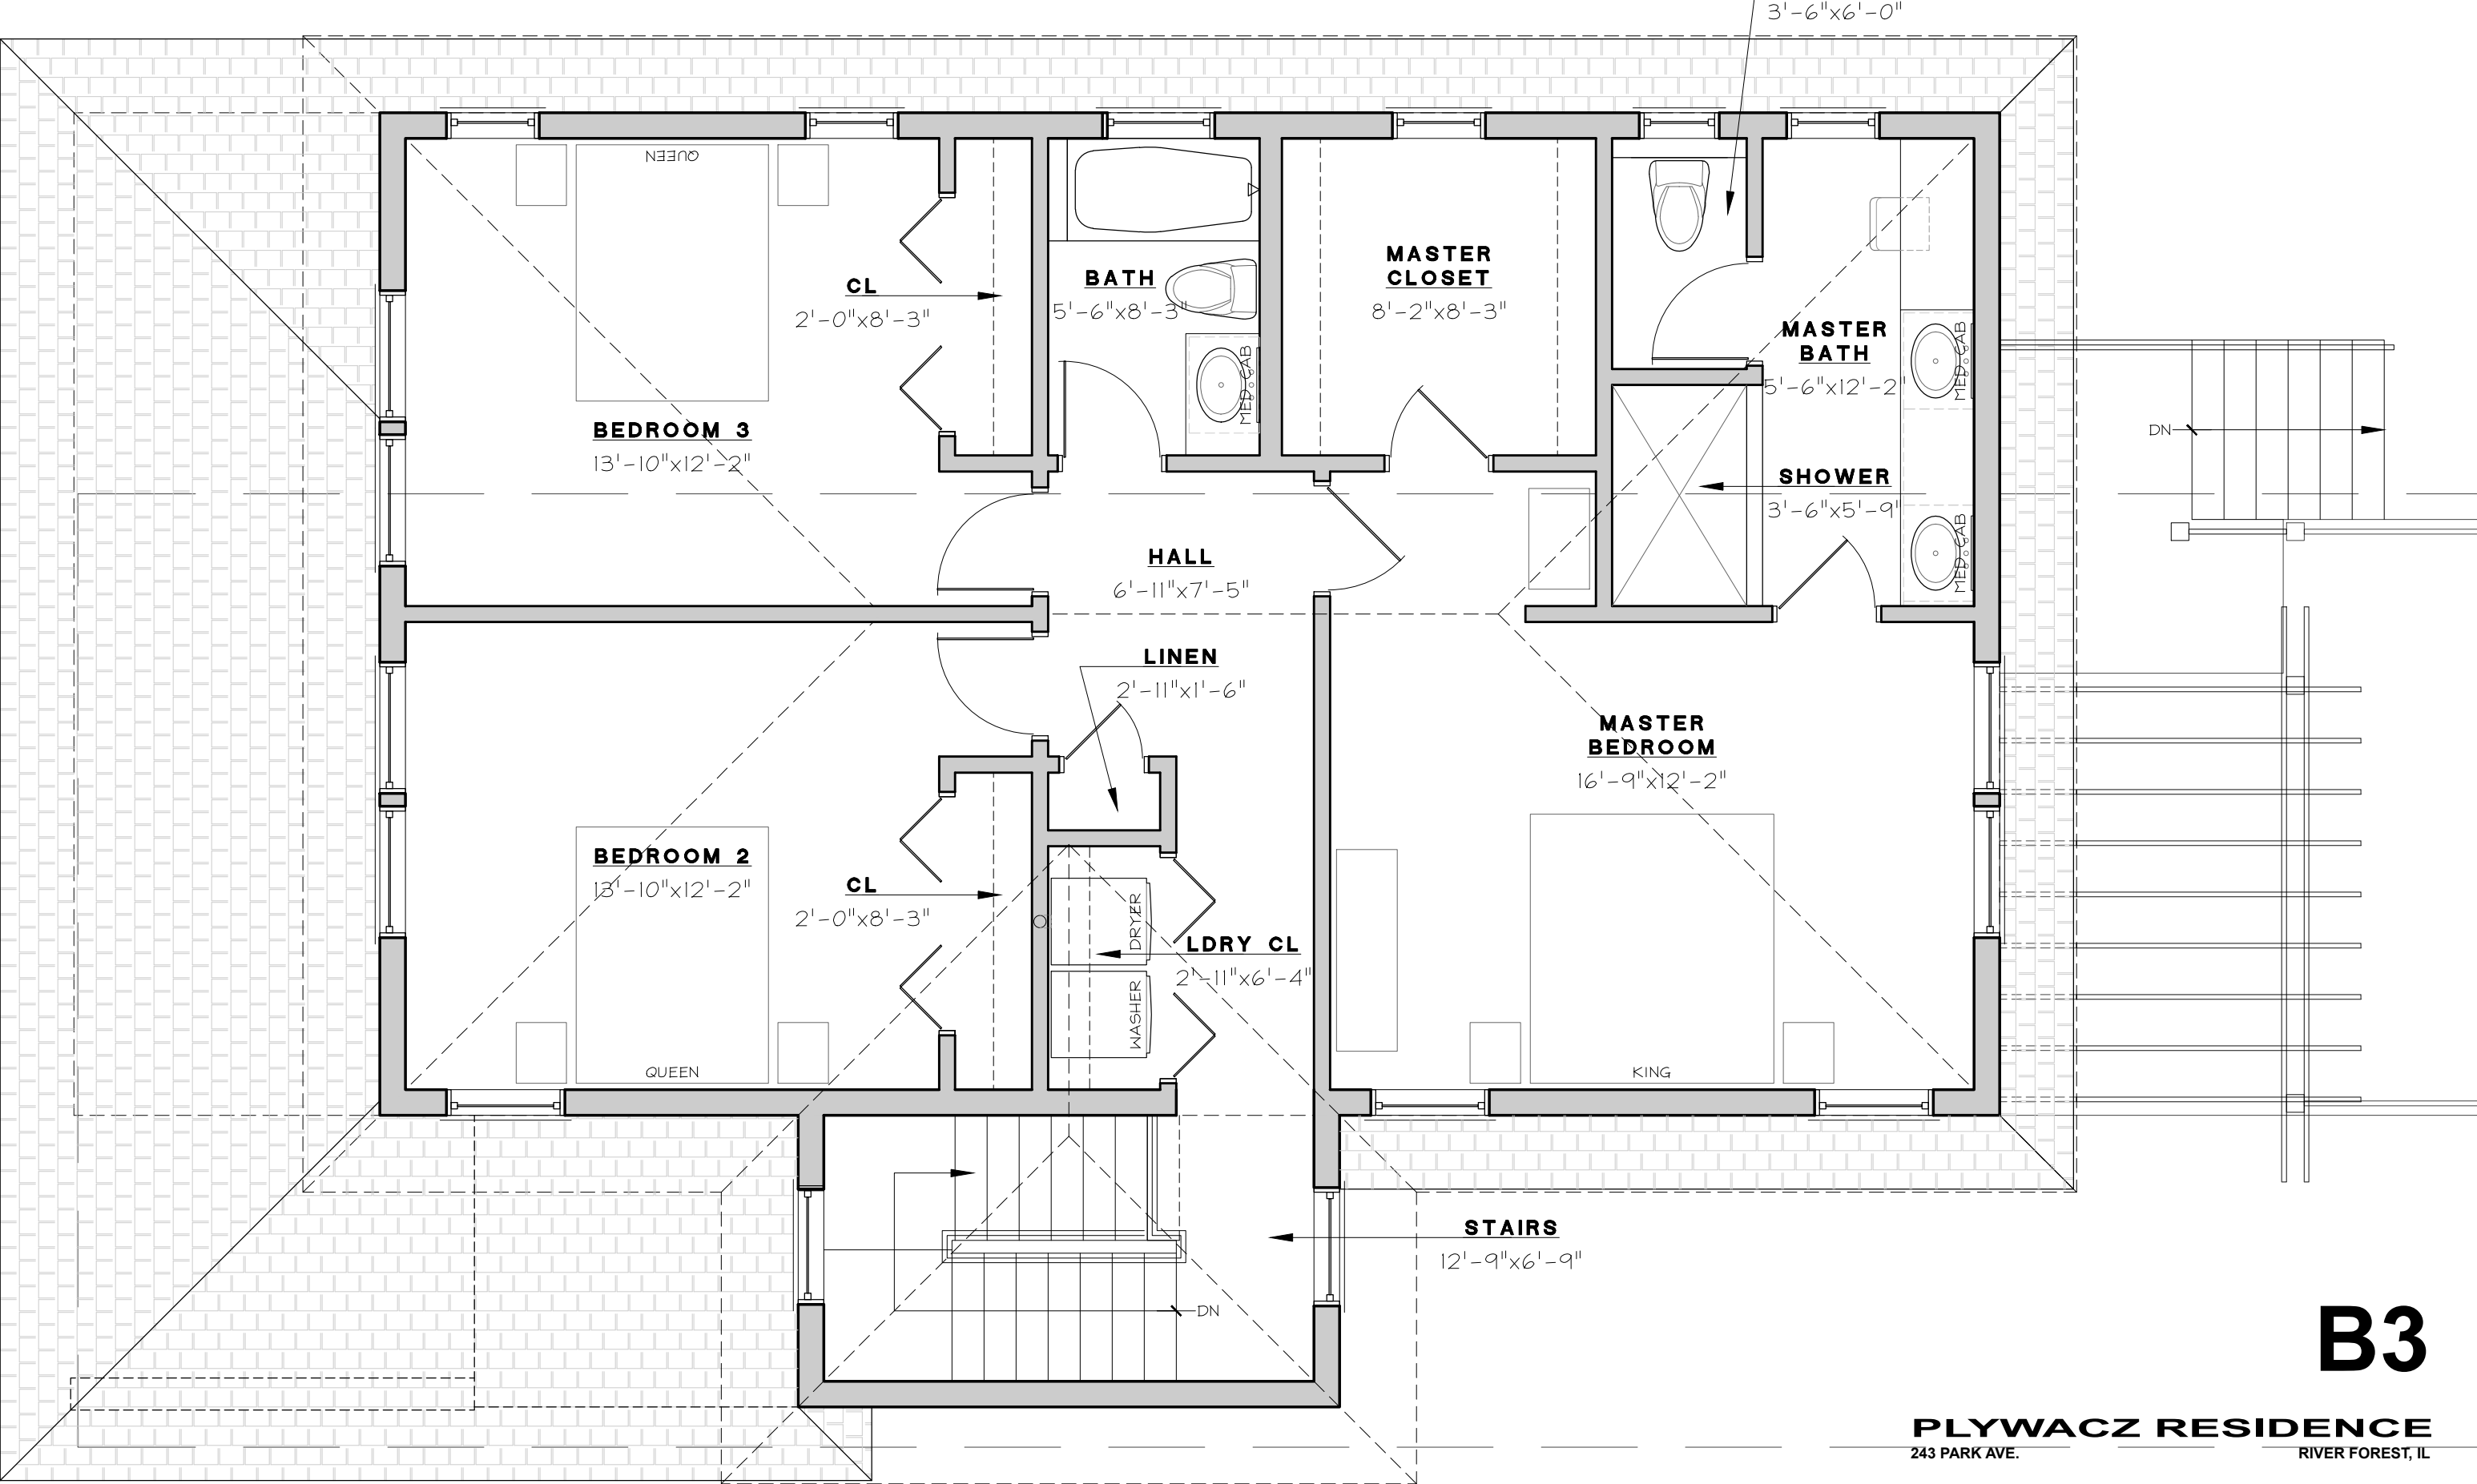 3'-6"x6'-0"
QUEEN
MASTER
CLOSET
8'-2"x8'-3"
BATH
5'-6"x8'-3"
CL
2'-0"x8'-3"
MASTER
BATH
5'-6"x12'-2"
MED CAB
MED CAB
BEDROOM 3
13'-10"x12'-2"
DN
SHOWER
3'-6"x5'-9"
MED CAB
HALL
6'-11"x7'-5"
LINEN
2'-11"x1'-6"
MASTER
BEDROOM
16'-9"x12'-2"
BEDROOM 2
13'-10"x12'-2"
CL
2'-0"x8'-3"
DRYER
LDRY CL
2'-11"x6'-4"
WASHER
QUEEN
KING
STAIRS
12'-9"x6'-9"
DN
B3
PLYWACZ RESIDENCE
243 PARK AVE.
RIVER FOREST, IL